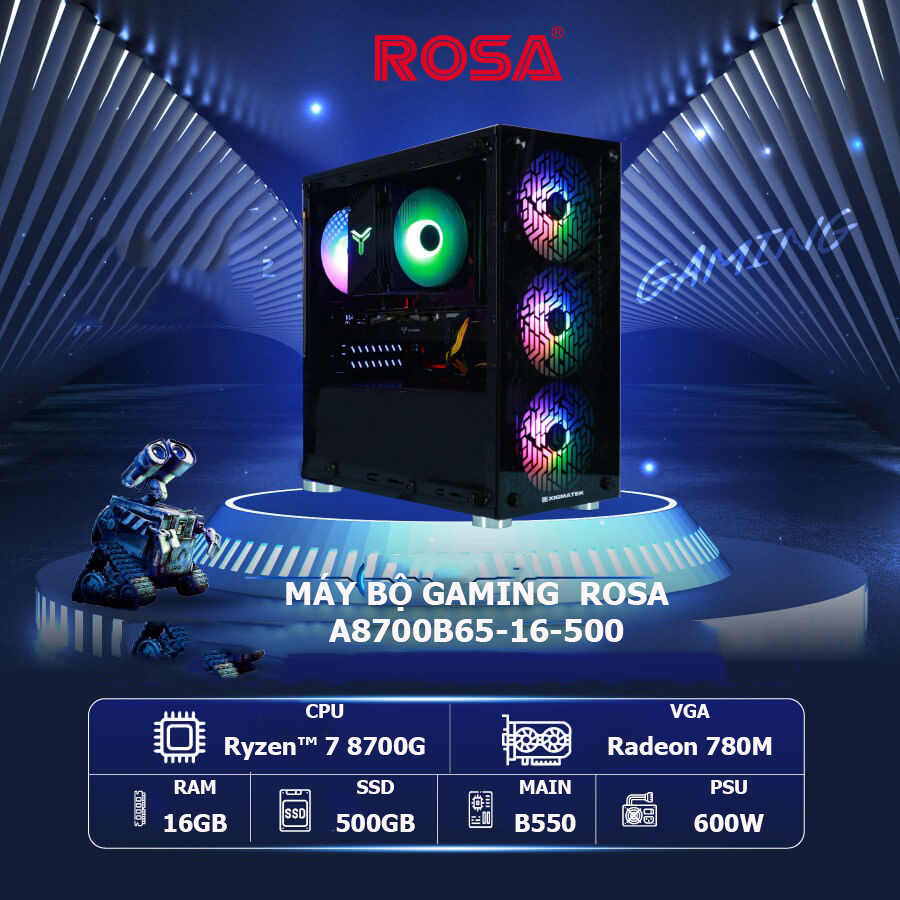 ROSA®
GAMING
XIGMATEK
MÁY BỘ GAMING ROSA
A8700B65-16-500
CPU
Ryzen™ 7 8700G
VGA
Radeon 780M
RAM
16GB
SSD
SSD
500GB
MAIN
B550
PSU
600W